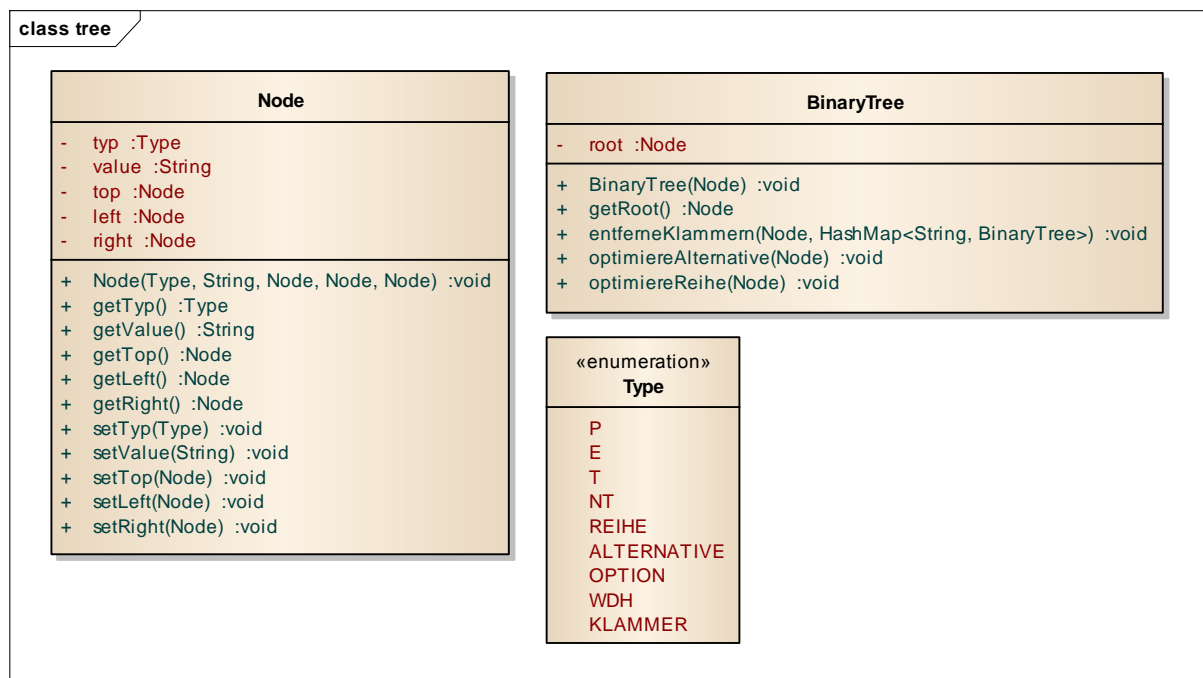 class tree
Node
- typ :Type
- value :String
- top :Node
- left :Node
- right :Node
+ Node(Type, String, Node, Node, Node) :void
+ getTyp() :Type
+ getValue() :String
+ getTop() :Node
+ getLeft() :Node
+ getRight() :Node
+ setTyp(Type) :void
+ setValue(String) :void
+ setTop(Node) :void
+ setLeft(Node) :void
+ setRight(Node) :void
BinaryTree
- root :Node
+ BinaryTree(Node) :void
+ getRoot() :Node
+ entferneKlammern(Node, HashMap<String, BinaryTree>) :void
+ optimiereAlternative(Node) :void
+ optimiereReihe(Node) :void
«enumeration»
Type
P
E
T
NT
REIHE
ALTERNATIVE
OPTION
WDH
KLAMMER